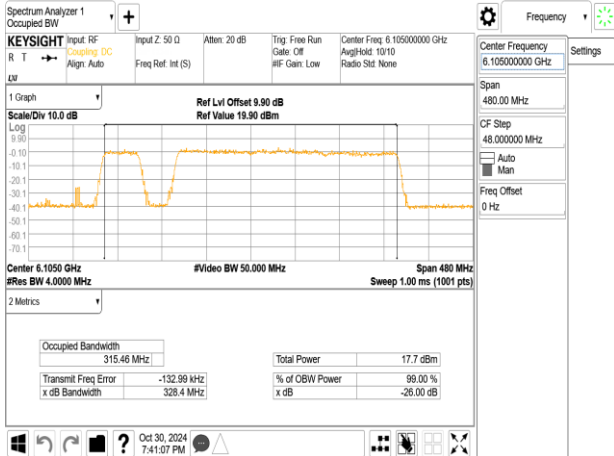 Spectrum Analyzer 1
Occupied BW
Frequency
KEYSIGHT
Input: RF
Coupling: DC
Align: Auto
Input Z: 50 Ω
Freq Ref: Int (S)
Atten: 20 dB
Trig: Free Run
Gate: Off
#IF Gain: Low
Center Freq: 6.105000000 GHz
Avg|Hold: 10/10
Radio Std: None
R T
LXI
Center Frequency
6.105000000 GHz
Settings
Span
480.00 MHz
CF Step
48.000000 MHz
Auto
Man
Freq Offset
0 Hz
1 Graph
Scale/Div 10.0 dB
Ref Lvl Offset 9.90 dB
Ref Value 19.90 dBm
Log
9.90
-0.10
-10.1
-20.1
-30.1
-40.1
-50.1
-60.1
-70.1
Center 6.1050 GHz
#Video BW 50.000 MHz
Span 480 MHz
#Res BW 4.0000 MHz
Sweep 1.00 ms (1001 pts)
2 Metrics
Occupied Bandwidth
315.46 MHz
Total Power 17.7 dBm
Transmit Freq Error -132.99 kHz
% of OBW Power 99.00 %
x dB Bandwidth 328.4 MHz
x dB -26.00 dB
?
Oct 30, 2024
7:41:07 PM